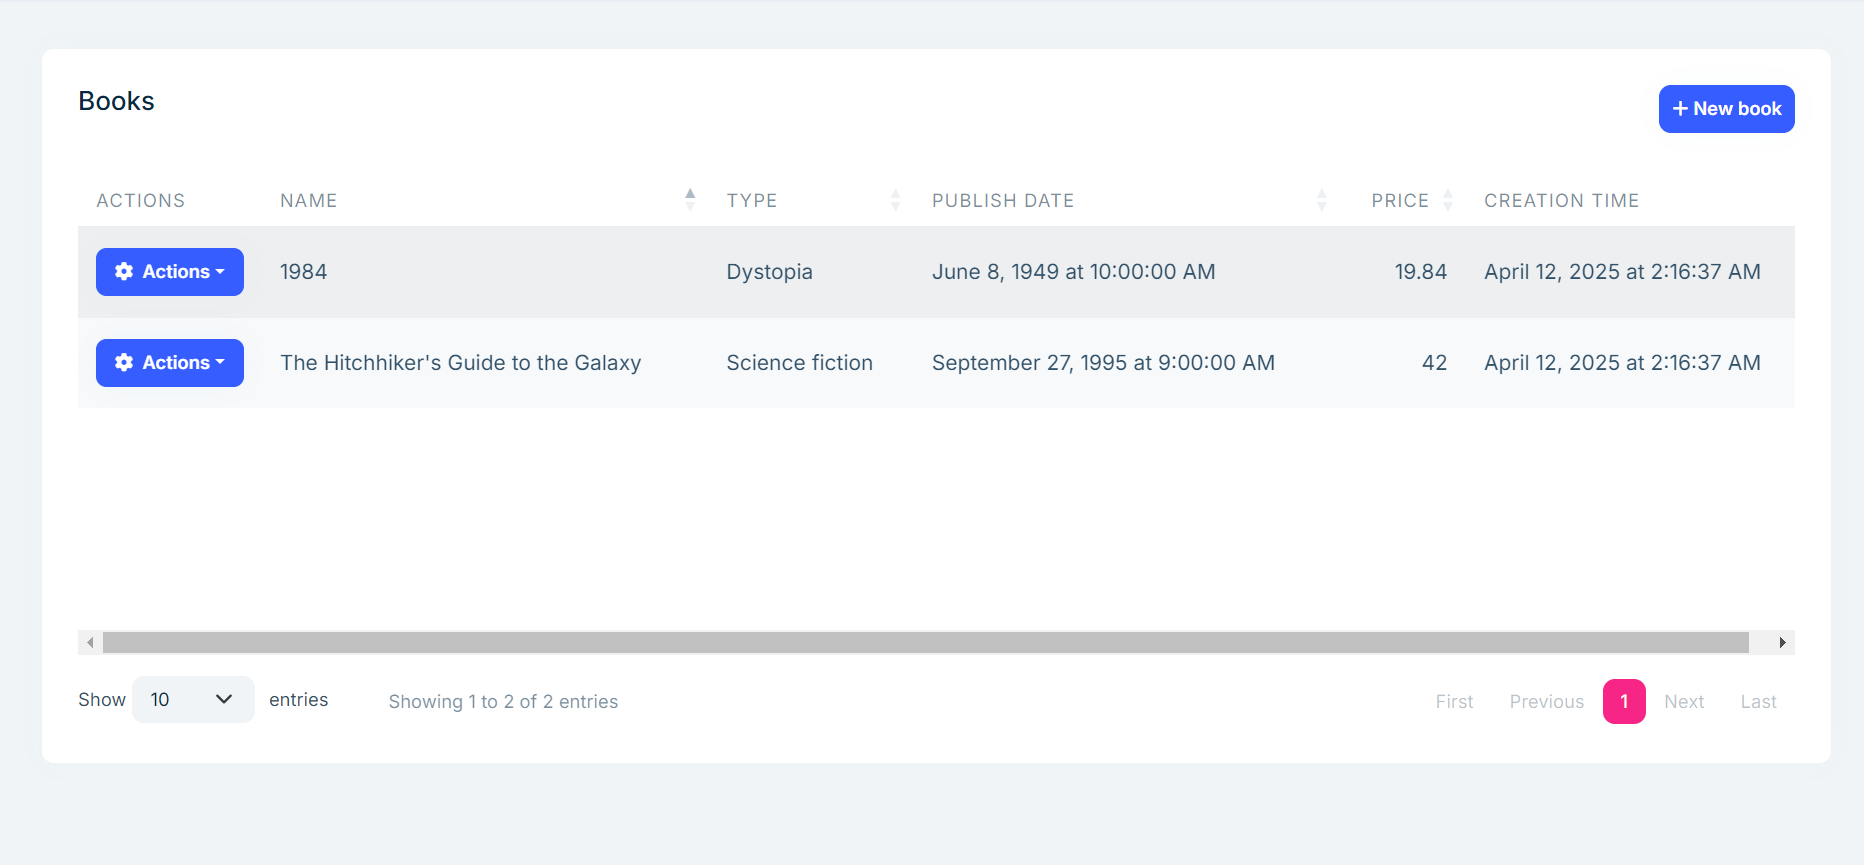 Books
+ New book
ACTIONS NAME TYPE PUBLISH DATE PRICE CREATION TIME
Actions 1984 Dystopia June 8, 1949 at 10:00:00 AM 19.84 April 12, 2025 at 2:16:37 AM
Actions The Hitchhiker's Guide to the Galaxy Science fiction September 27, 1995 at 9:00:00 AM 42 April 12, 2025 at 2:16:37 AM
Show 10 entries Showing 1 to 2 of 2 entries First Previous 1 Next Last